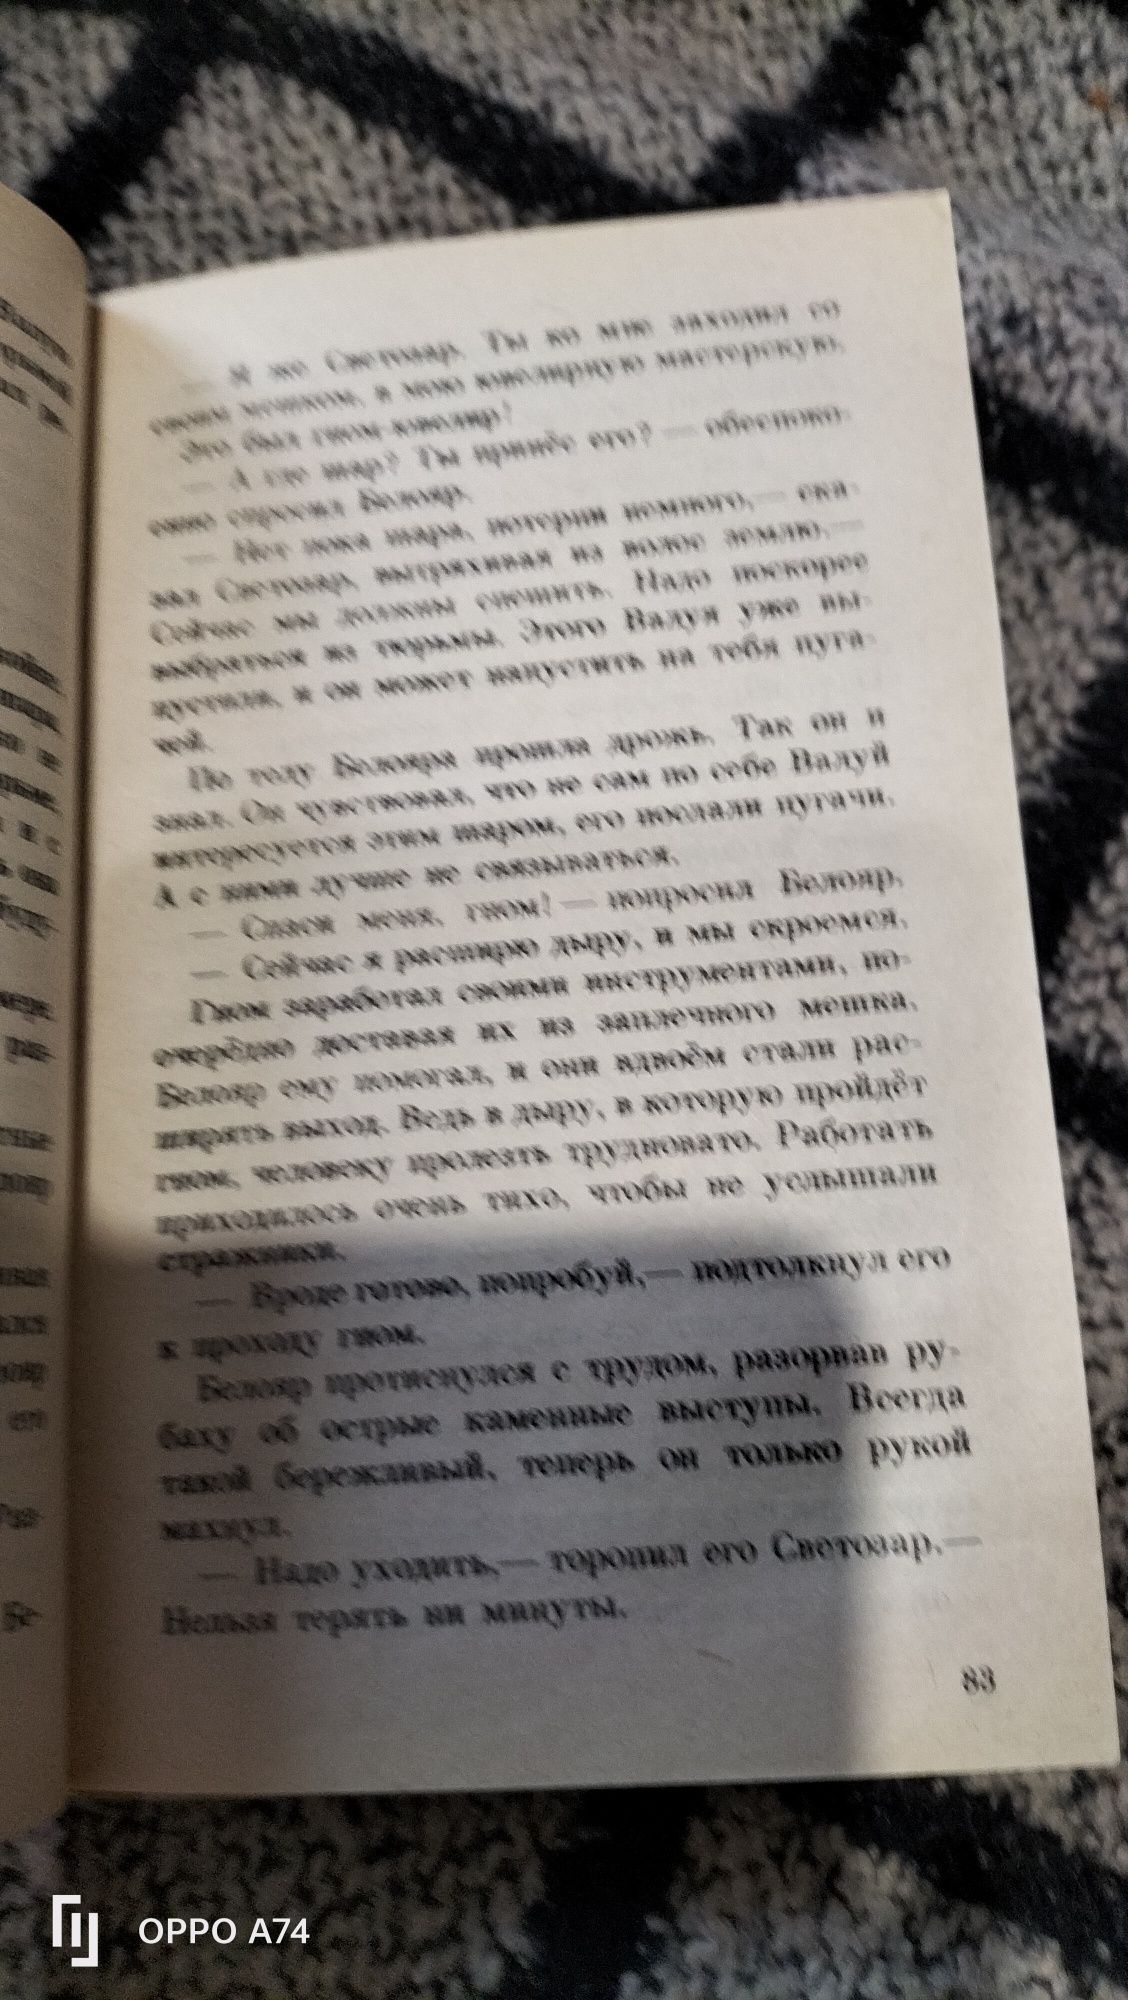 — Я же Светозар. Ты ко мне заходил со
своим мешком, в мою ювелирную мастерскую.
Это был гном-ювелир!
— А где шар? Ты принёс его? — обеспоко-
енно спросил Белояр.
— Нет пока шара, потерпи немного,— ска-
зал Светозар, вытряхивая из волос землю.—
Сейчас мы должны спешить. Надо поскорее
выбраться из тюрьмы. Этого Валуя уже вы-
пустили, и он может напустить на тебя пуга-
чей.
По телу Белояра прошла дрожь. Так он и
знал. Он чувствовал, что не сам по себе Валуй
интересуется этим шаром, его послали пугачи.
А с ними лучше не связываться.
— Спаси меня, гном! — попросил Белояр.
— Сейчас я расширю дыру, и мы скроемся.
Гном заработал своими инструментами, по-
очерёдно доставая их из заплечного мешка.
Белояр ему помогал, и они вдвоём стали рас-
ширять выход. Ведь в дыру, в которую пройдёт
гном, человеку пролезть трудновато. Работать
приходилось очень тихо, чтобы не услышали
стражники.
— Вроде готово, попробуй,— подтолкнул его
к проходу гном.
Белояр протиснулся с трудом, разорвав ру-
баху об острые каменные выступы. Всегда
такой бережливый, теперь он только рукой
махнул.
— Надо уходить,— торопил его Светозар.—
Нельзя терять ни минуты.
83
OPPO A74